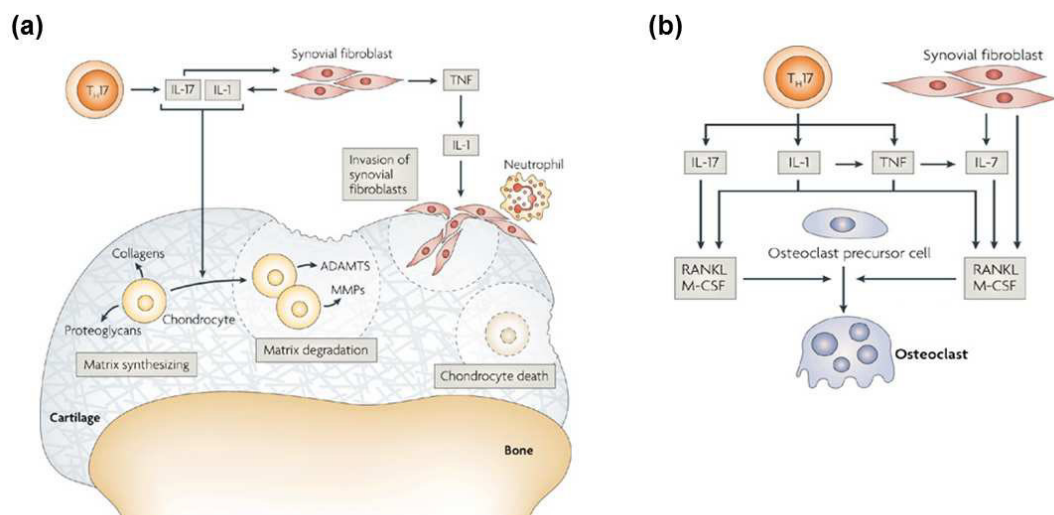 (a)
Synovial fibroblast
TH17
IL-17
IL-1
TNF
IL-1
Invasion of
synovial
fibroblasts
Neutrophil
Collagens
ADAMTS
MMPs
Proteoglycans
Chondrocyte
Matrix synthesizing
Matrix degradation
Chondrocyte death
Cartilage
Bone
(b)
Synovial fibroblast
TH17
IL-17
IL-1
TNF
IL-7
Osteoclast precursor cell
RANKL
M-CSF
RANKL
M-CSF
Osteoclast